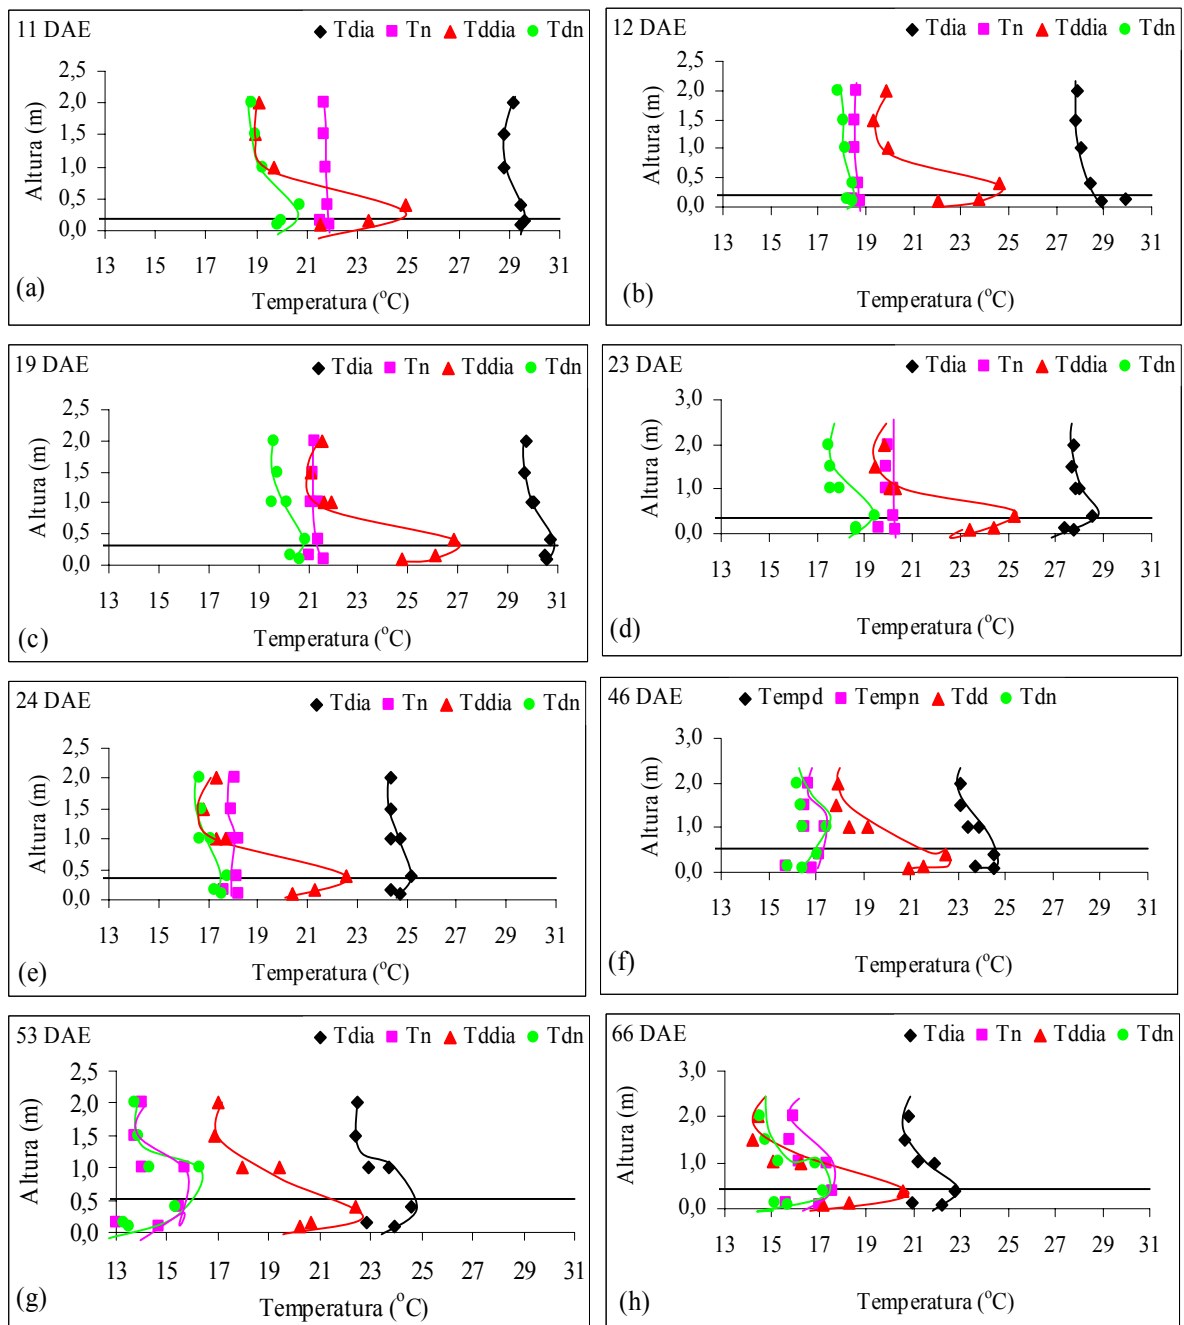 11 DAE
Tdia Tn Tddia Tdn
2,5
2,0
1,5
1,0
0,5
0,0
Altura (m)
13 15 17 19 21 23 25 27 29 31
Temperatura (°C)
(a)
12 DAE
Tdia Tn Tddia Tdn
2,5
2,0
1,5
1,0
0,5
0,0
Altura (m)
13 15 17 19 21 23 25 27 29 31
Temperatura (°C)
(b)
19 DAE
Tdia Tn Tddia Tdn
2,5
2,0
1,5
1,0
0,5
0,0
Altura (m)
13 15 17 19 21 23 25 27 29 31
Temperatura (°C)
(c)
23 DAE
Tdia Tn Tddia Tdn
3,0
2,0
1,0
0,0
Altura (m)
13 15 17 19 21 23 25 27 29 31
Temperatura (°C)
(d)
24 DAE
Tdia Tn Tddia Tdn
2,5
2,0
1,5
1,0
0,5
0,0
Altura (m)
13 15 17 19 21 23 25 27 29 31
Temperatura (°C)
(e)
46 DAE
Tempd Tempn Tdd Tdn
3,0
2,0
1,0
0,0
Altura (m)
13 15 17 19 21 23 25 27 29 31
Temperatura (°C)
(f)
53 DAE
Tdia Tn Tddia Tdn
2,5
2,0
1,5
1,0
0,5
0,0
Altura (m)
13 15 17 19 21 23 25 27 29 31
Temperatura (°C)
(g)
66 DAE
Tdia Tn Tddia Tdn
3,0
2,0
1,0
0,0
Altura (m)
13 15 17 19 21 23 25 27 29 31
Temperatura (°C)
(h)